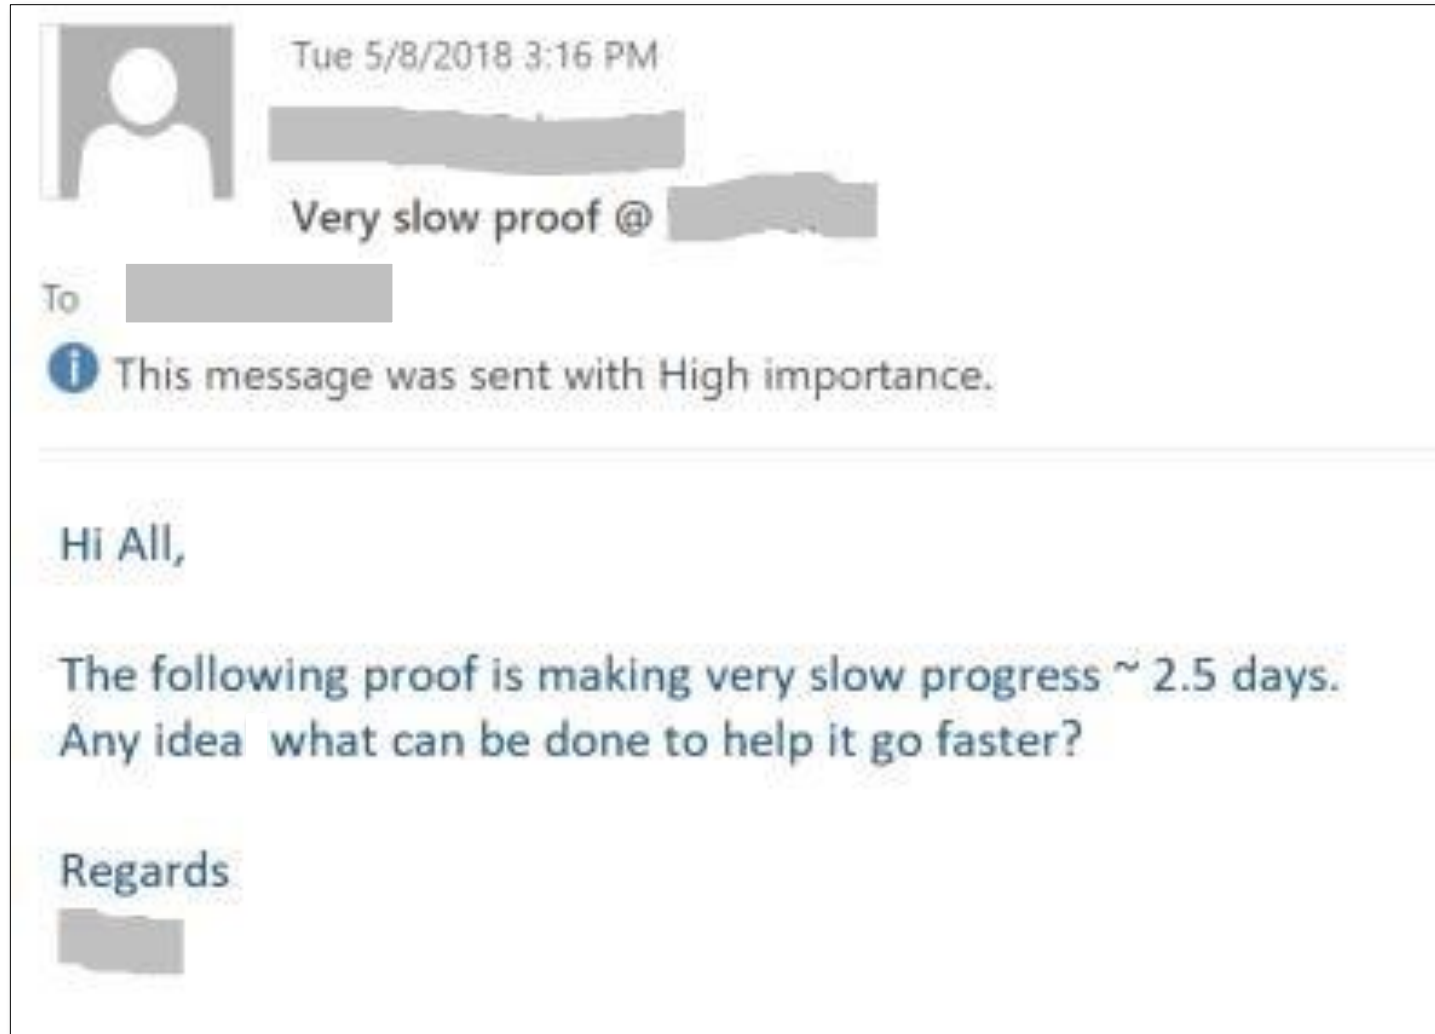 Tue 5/8/2018 3:16 PM
Very slow proof @
To
This message was sent with High importance.
Hi All,
The following proof is making very slow progress ~ 2.5 days.
Any idea  what can be done to help it go faster?
Regards